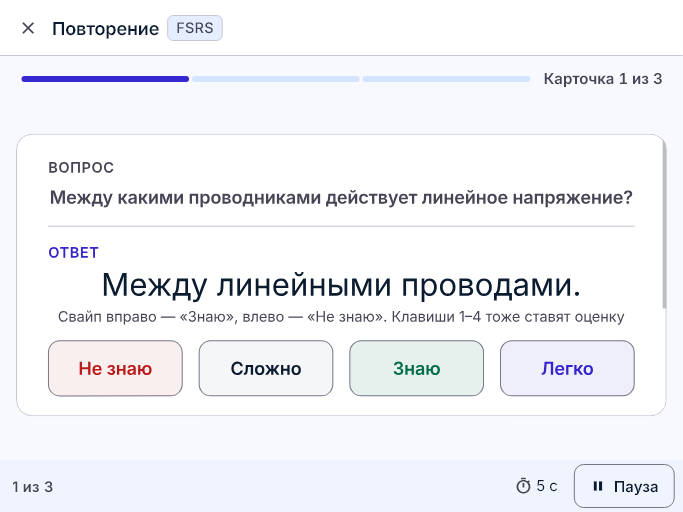 Повторение FSRS
Карточка 1 из 3
ВОПРОС
Между какими проводниками действует линейное напряжение?
ОТВЕТ
Между линейными проводами.
Свайп вправо — «Знаю», влево — «Не знаю». Клавиши 1–4 тоже ставят оценку
Не знаю Сложно Знаю Легко
1 из 3 5 с Пауза